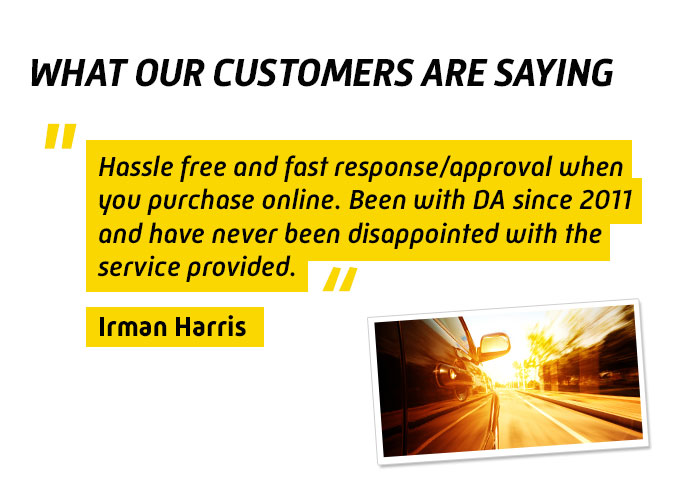 WHAT OUR CUSTOMERS ARE SAYING
"
Hassle free and fast response/approval when
you purchase online. Been with DA since 2011
and have never been disappointed with the
service provided. "
Irman Harris